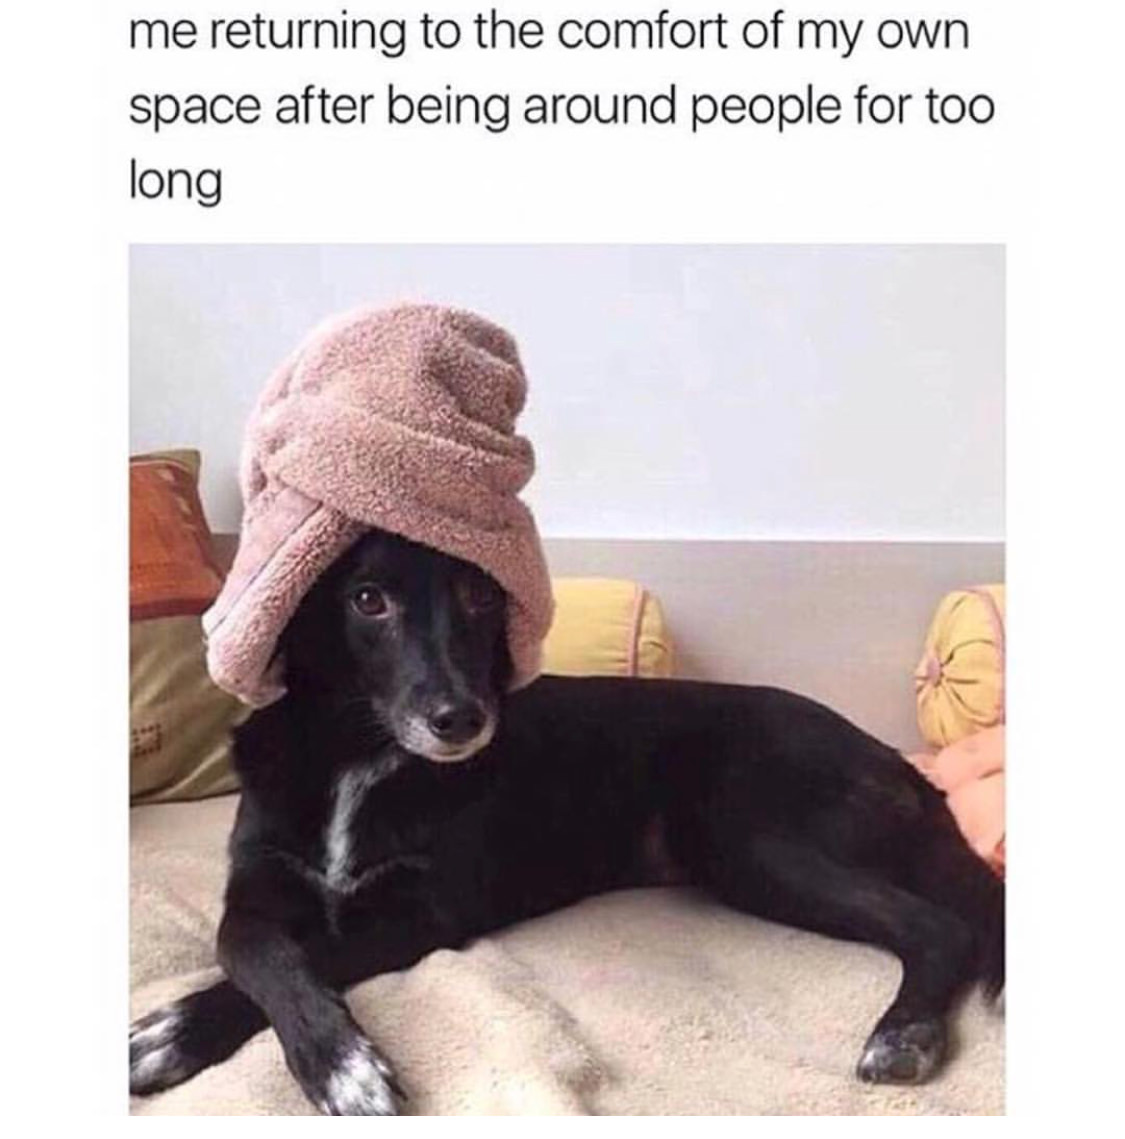 me returning to the comfort of my own
space after being around people for too
long